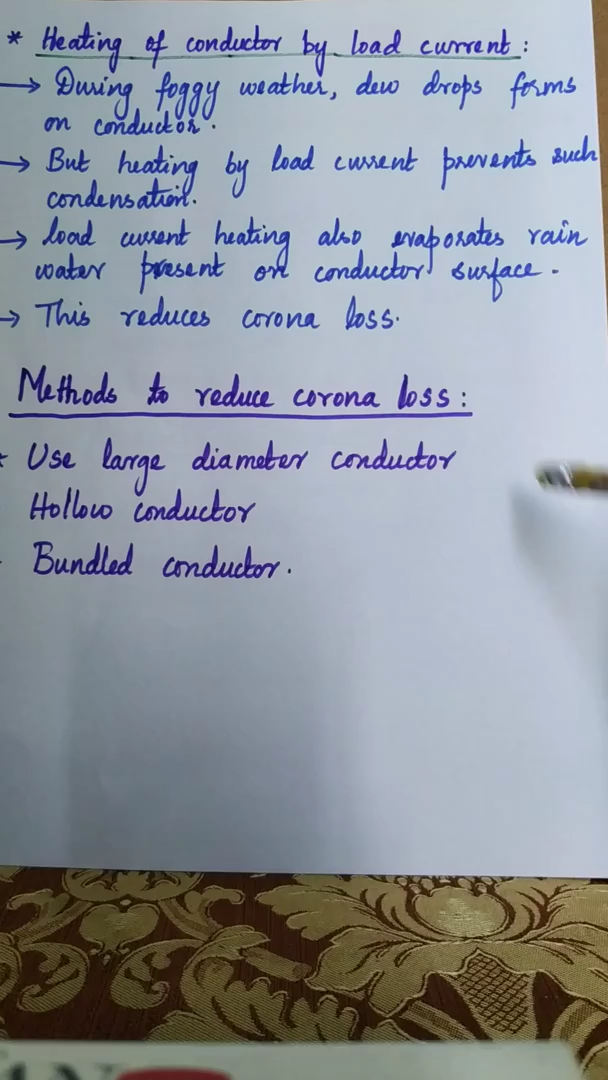 * Heating of conductor by load current :
→ During foggy weather, dew drops forms
on conductor.
→ But heating by load current prevents such
condensation.
→ load current heating also evaporates rain
water present on conductor surface.
→ This reduces corona loss.
Methods to reduce corona loss :
* Use large diameter conductor
Hollow conductor
Bundled conductor.